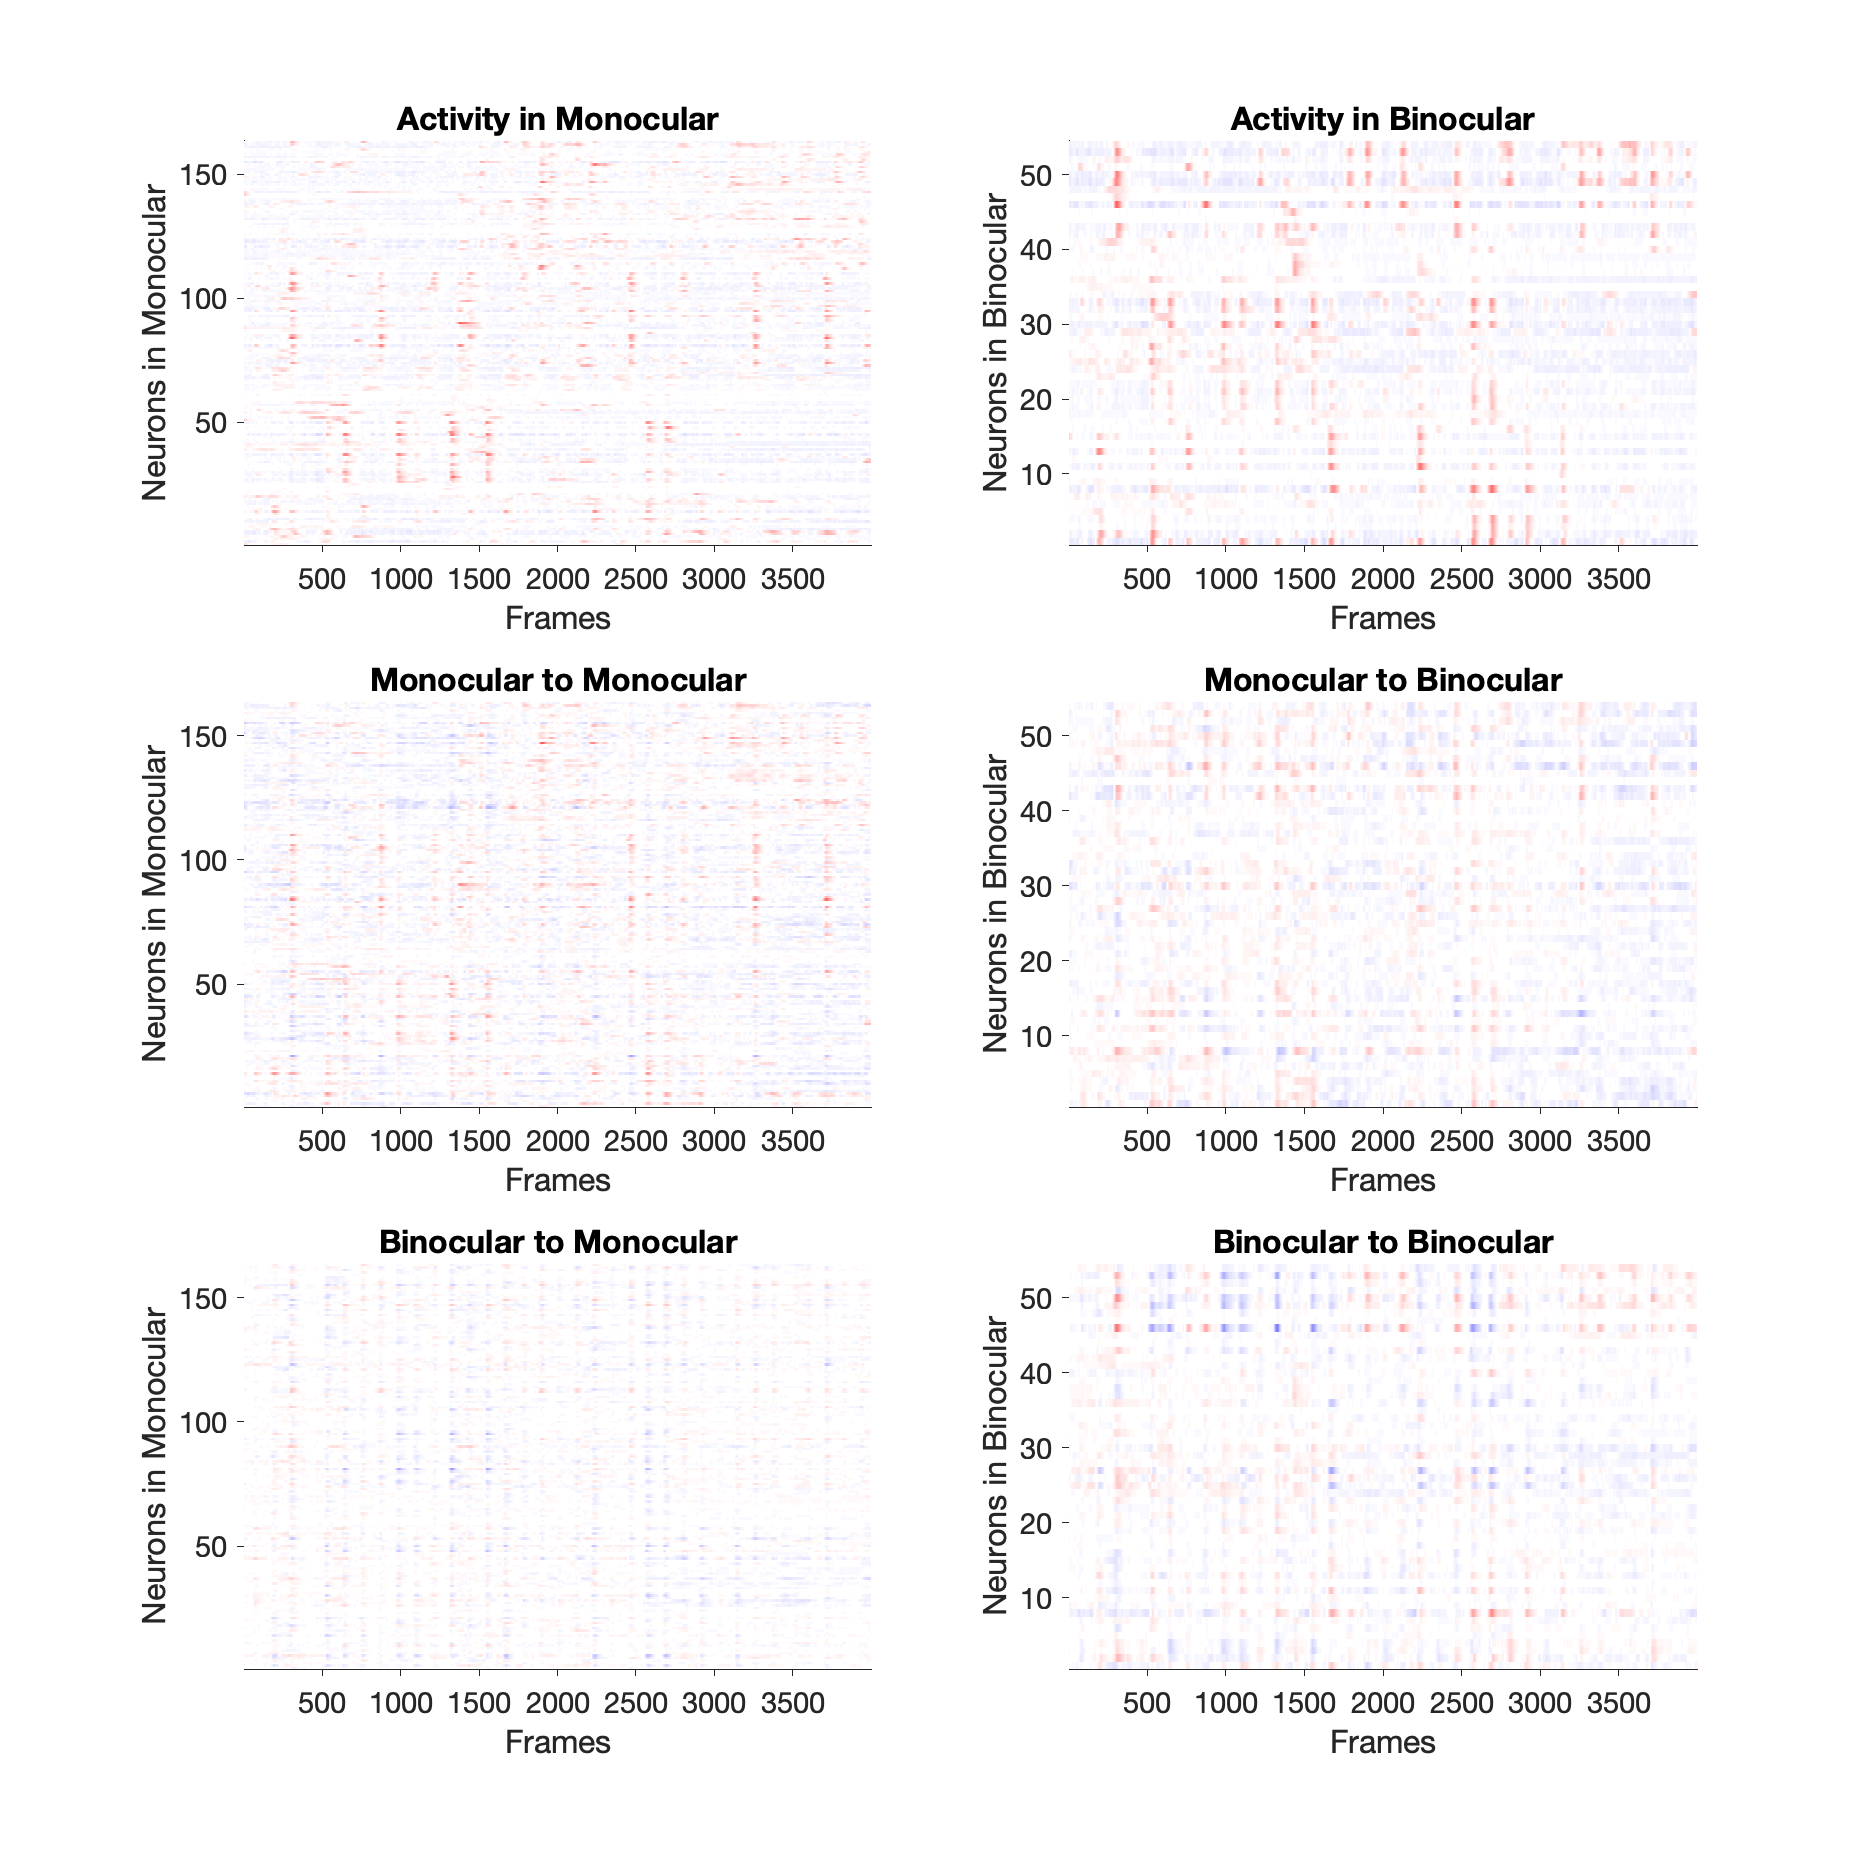 Activity in Monocular
Neurons in Monocular
150
100
50
500 1000 1500 2000 2500 3000 3500
Frames
Activity in Binocular
Neurons in Binocular
50
40
30
20
10
500 1000 1500 2000 2500 3000 3500
Frames
Monocular to Monocular
Neurons in Monocular
150
100
50
500 1000 1500 2000 2500 3000 3500
Frames
Monocular to Binocular
Neurons in Binocular
50
40
30
20
10
500 1000 1500 2000 2500 3000 3500
Frames
Binocular to Monocular
Neurons in Monocular
150
100
50
500 1000 1500 2000 2500 3000 3500
Frames
Binocular to Binocular
Neurons in Binocular
50
40
30
20
10
500 1000 1500 2000 2500 3000 3500
Frames